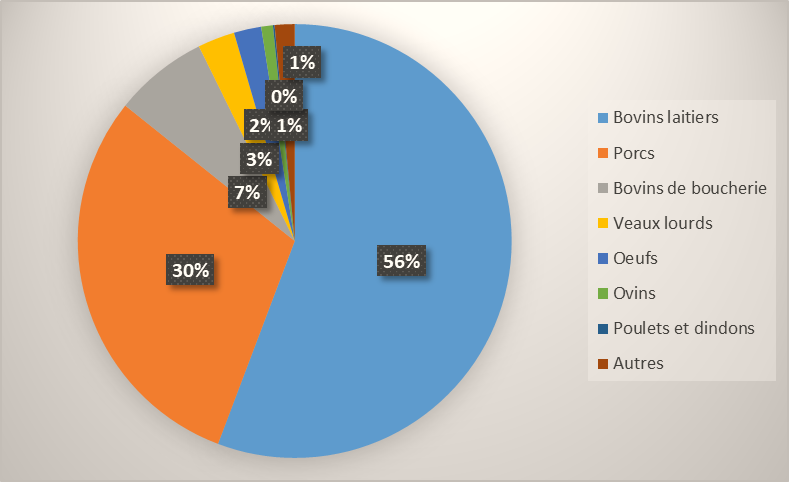 1%
0%
2%
1%
3%
7%
30%
56%
Bovins laitiers
Porcs
Bovins de boucherie
Veaux lourds
Oeufs
Ovins
Poulets et dindons
Autres